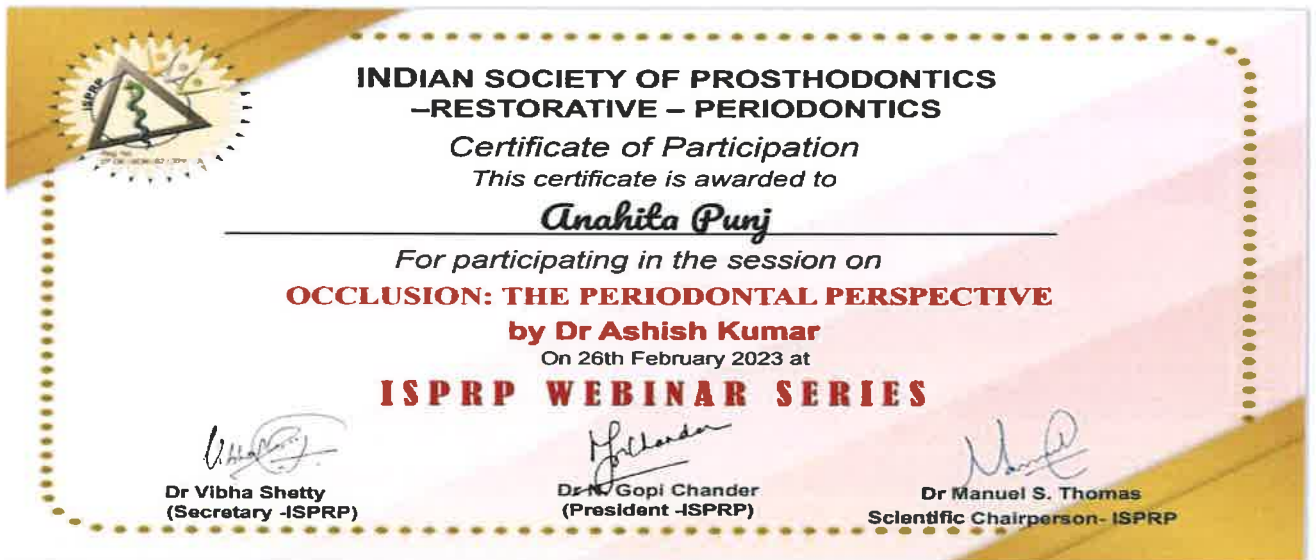 ISPRP
INDIAN SOCIETY OF PROSTHODONTICS
–RESTORATIVE – PERIODONTICS
Certificate of Participation
This certificate is awarded to
Anahita Punj
For participating in the session on
OCCLUSION: THE PERIODONTAL PERSPECTIVE
by Dr Ashish Kumar
On 26th February 2023 at
ISPRP WEBINAR SERIES
Dr Vibha Shetty
(Secretary -ISPRP)
Dr N. Gopi Chander
(President -ISPRP)
Dr Manuel S. Thomas
Scientific Chairperson- ISPRP